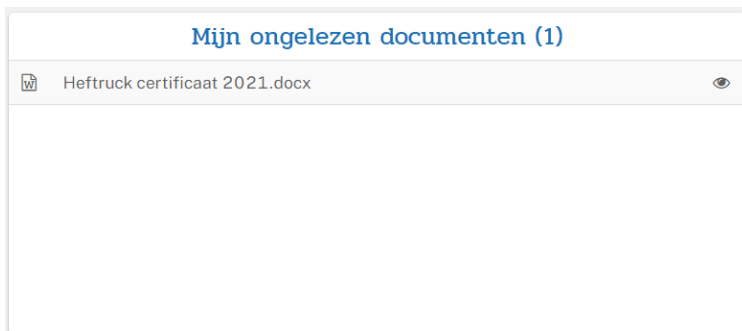 Mijn ongelezen documenten (1)
W Heftruck certificaat 2021.docx